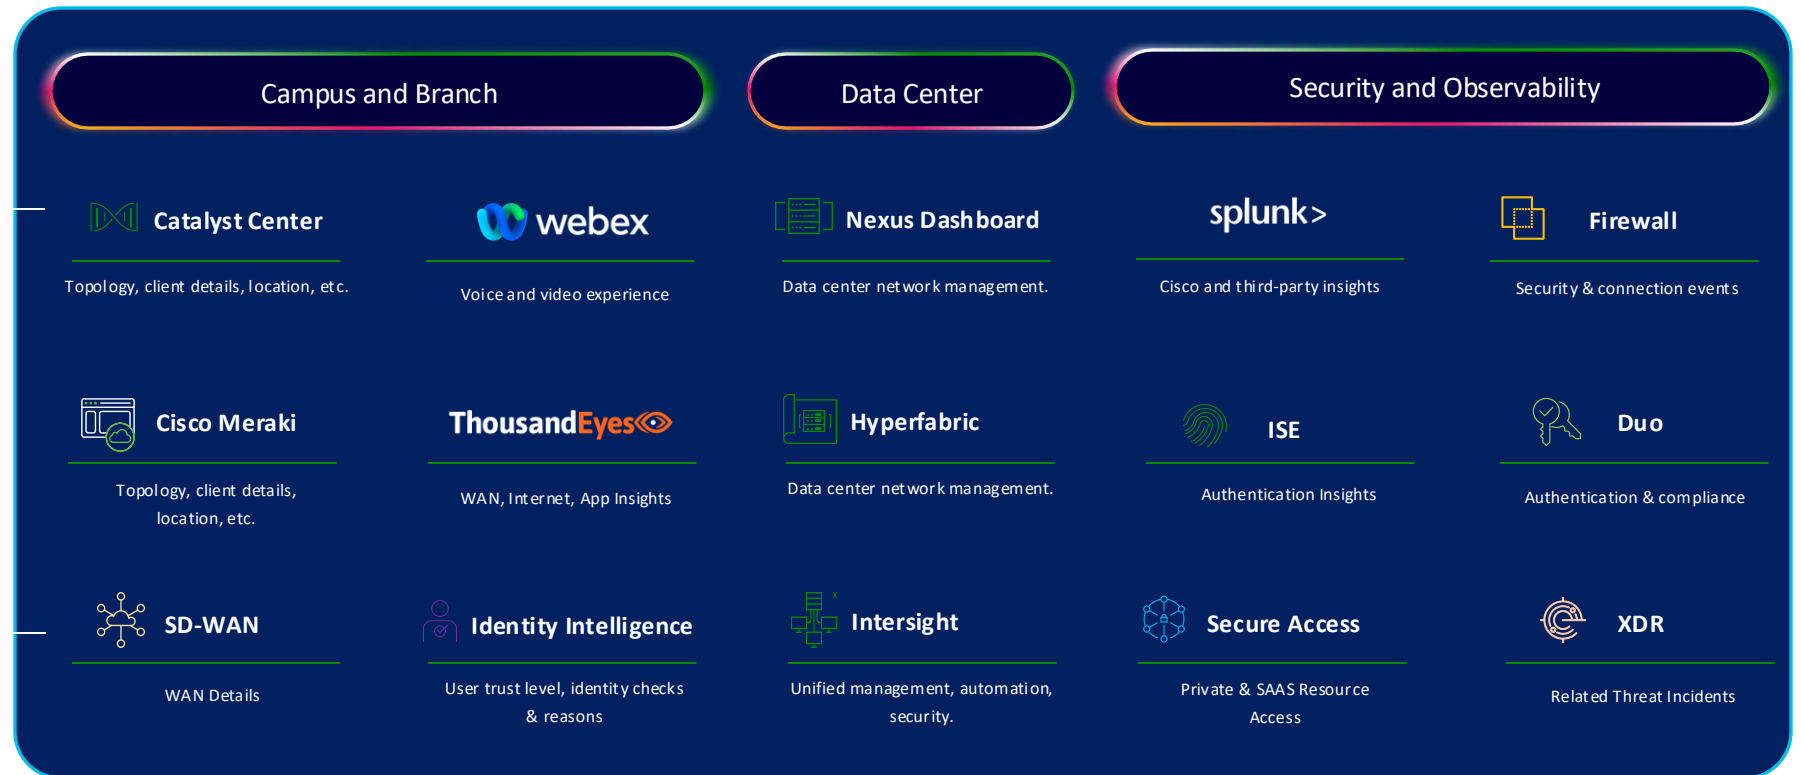 Campus and Branch
Data Center
Security and Observability
Catalyst Center
webex
Nexus Dashboard
splunk>
Firewall
Topology, client details, location, etc.
Voice and video experience
Data center network management.
Cisco and third-party insights
Security & connection events
Cisco Meraki
ThousandEyes
Hyperfabric
ISE
Duo
Topology, client details,
location, etc.
WAN, Internet, App Insights
Data center network management.
Authentication Insights
Authentication & compliance
SD-WAN
Identity Intelligence
X
Intersight
Secure Access
XDR
WAN Details
User trust level, identity checks
& reasons
Unified management, automation,
security.
Private & SAAS Resource
Access
Related Threat Incidents